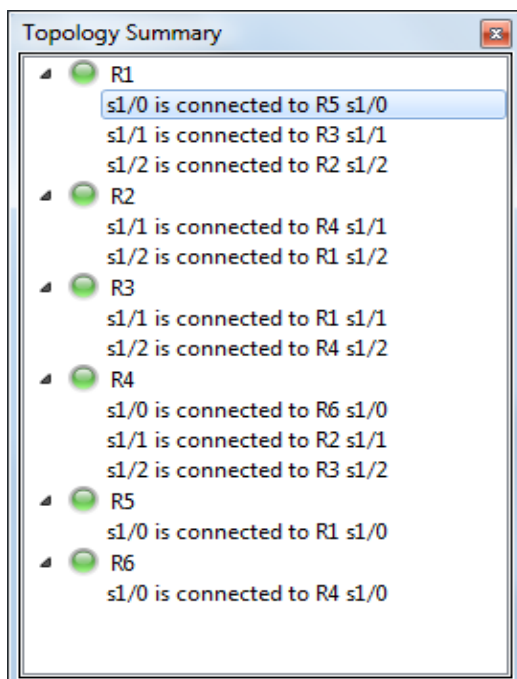 Topology Summary
R1
s1/0 is connected to R5 s1/0
s1/1 is connected to R3 s1/1
s1/2 is connected to R2 s1/2
R2
s1/1 is connected to R4 s1/1
s1/2 is connected to R1 s1/2
R3
s1/1 is connected to R1 s1/1
s1/2 is connected to R4 s1/2
R4
s1/0 is connected to R6 s1/0
s1/1 is connected to R2 s1/1
s1/2 is connected to R3 s1/2
R5
s1/0 is connected to R1 s1/0
R6
s1/0 is connected to R4 s1/0